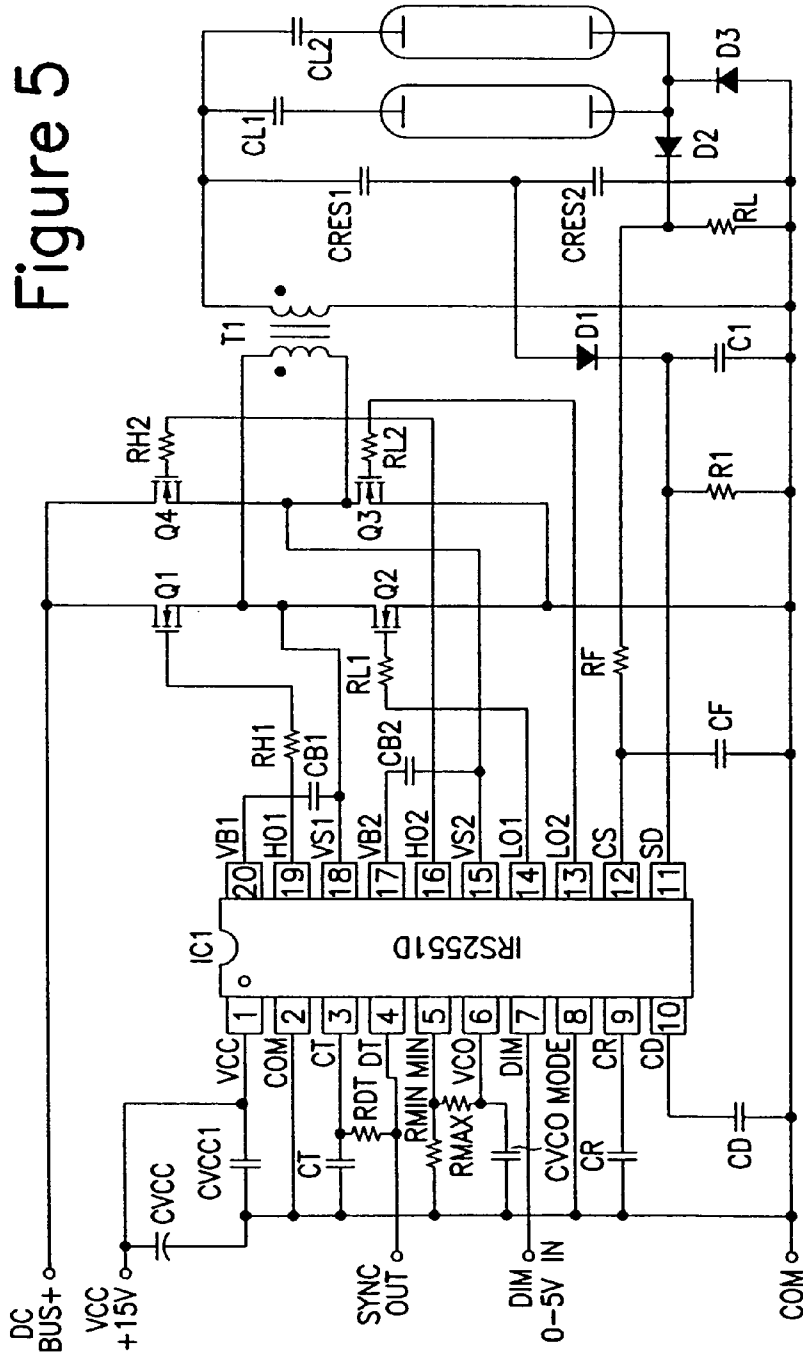 Figure 5
DC
BUS+
VCC
+15V
SYNC
OUT
DIM
0-5V IN
COM
CVCC
CVCC1
CT
RDT
RMIN
RMAX
CVCO
CR
CD
IC1
IRS2551D
VCC 1
COM 2
CT 3
DT 4
MIN 5
VCO 6
DIM 7
MODE 8
CR 9
CD 10
20 VB1
19 HO1
18 VS1
17 VB2
16 HO2
15 VS2
14 LO1
13 LO2
12 CS
11 SD
RH1
CB1
CB2
RL1
Q1
Q2
Q4
Q3
RH2
RL2
T1
RF
CF
R1
C1
D1
CRES1
CRES2
CL1
CL2
RL
D2
D3